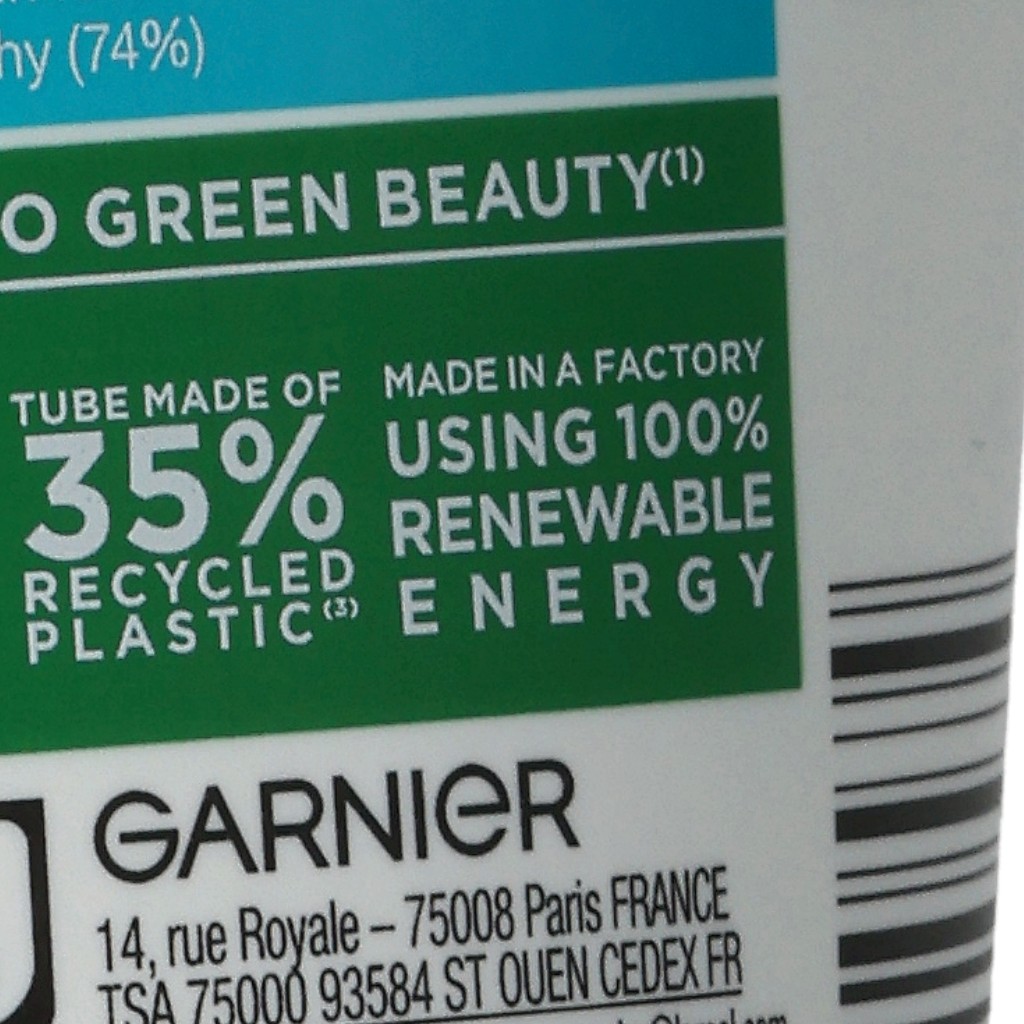 (74%)
GREEN BEAUTY(1)
TUBE MADE OF
35%
RECYCLED
PLASTIC(3)
MADE IN A FACTORY
USING 100%
RENEWABLE
ENERGY
GARNIER
14, rue Royale – 75008 Paris FRANCE
TSA 75000 93584 ST OUEN CEDEX FR